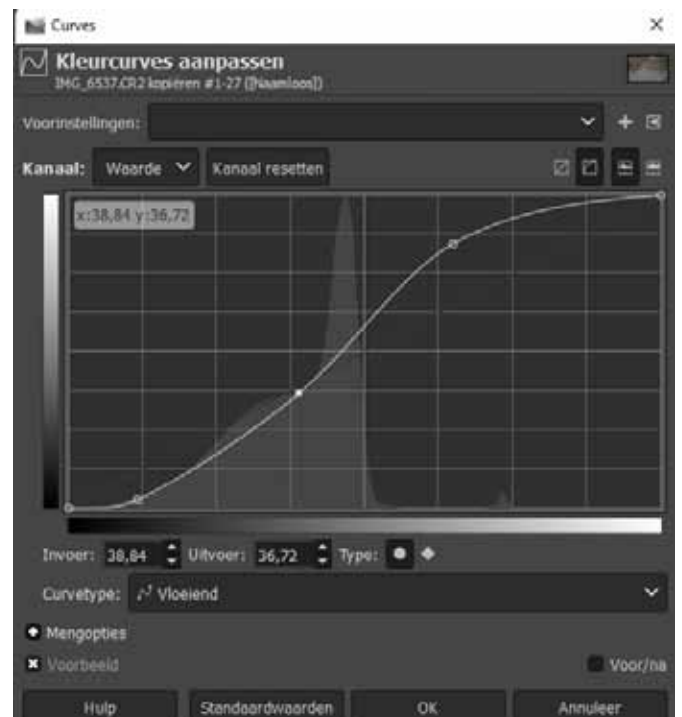 Curves
Kleurcurves aanpassen
IMG_6537.CR2 kopiëren #1-27 ([Naamloos])
Voorinstellingen:
Kanaal: Waarde Kanaal resetten
x:38,84 y:36,72
Invoer: 38,84 Uitvoer: 36,72 Type:
Curvetype: Vloeiend
Mengopties
Voorbeeld Voor/na
Hulp Standaardwaarden OK Annuleer